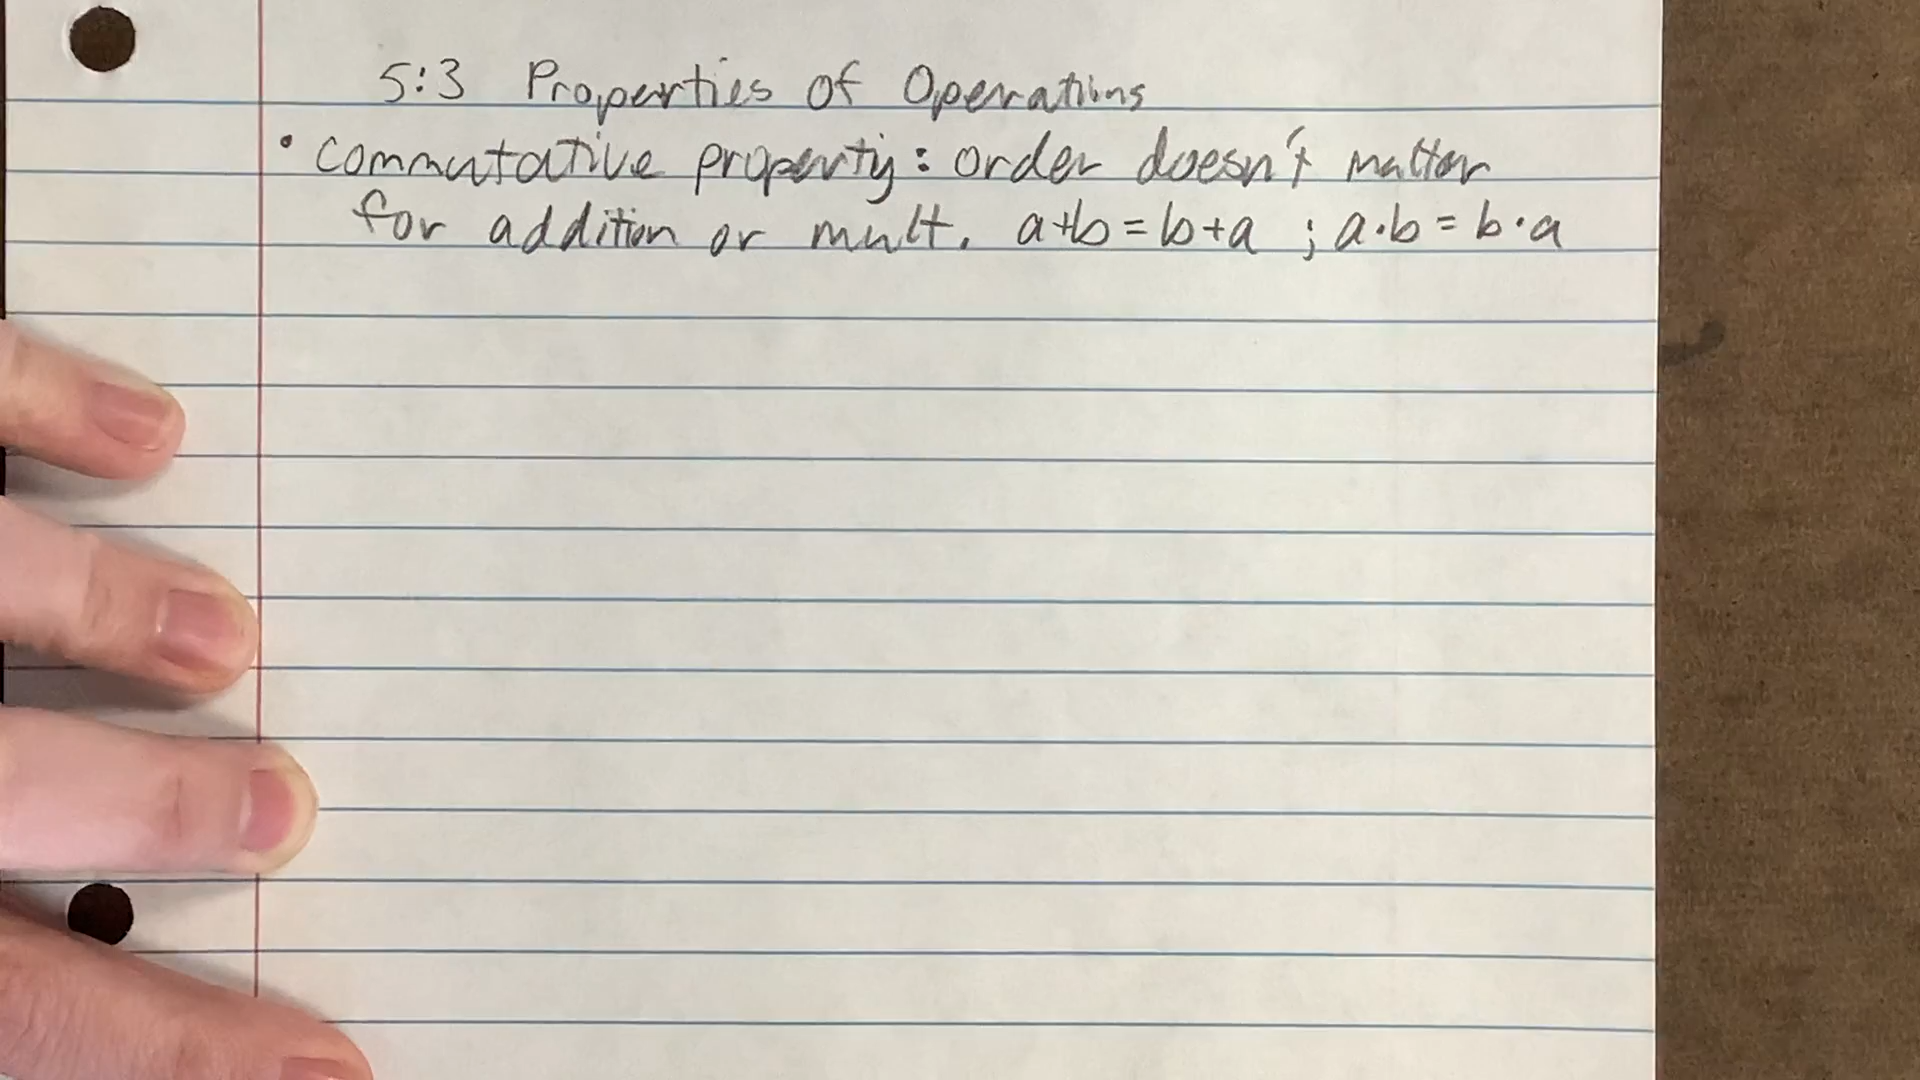 5:3 Properties of Operations
• commutative property: order doesn't matter
for addition or mult. a+b=b+a ; a·b=b·a